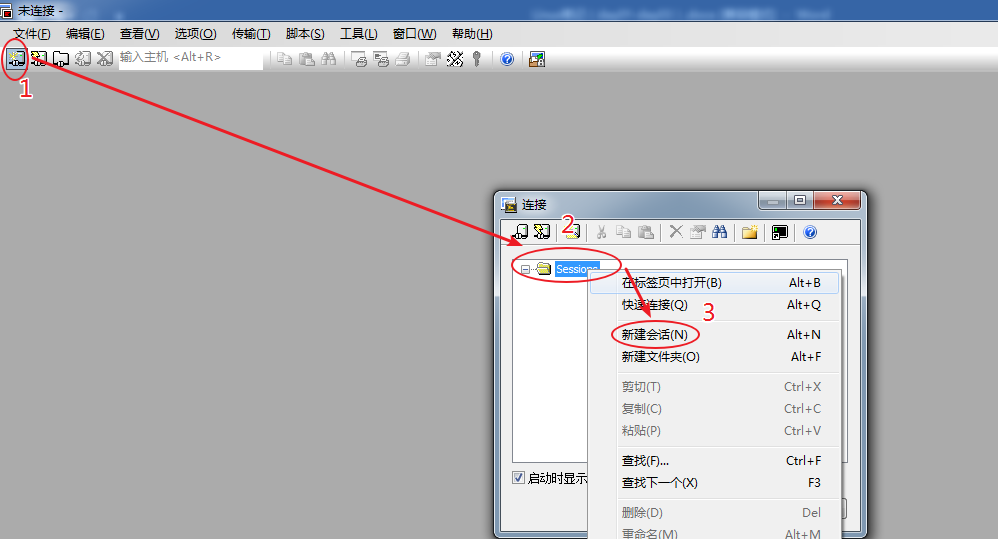 未连接 -
文件(F) 编辑(E) 查看(V) 选项(O) 传输(T) 脚本(S) 工具(L) 窗口(W) 帮助(H)
输入主机 <Alt+R>
1
连接
2
Sessions
在标签页中打开(B) Alt+B
快速连接(Q) Alt+Q
3
新建会话(N) Alt+N
新建文件夹(O) Alt+F
剪切(T) Ctrl+X
复制(C) Ctrl+C
粘贴(P) Ctrl+V
查找(F)... Ctrl+F
启动时显示
查找下一个(X) F3
删除(D) Del
重命名(M) Alt+M